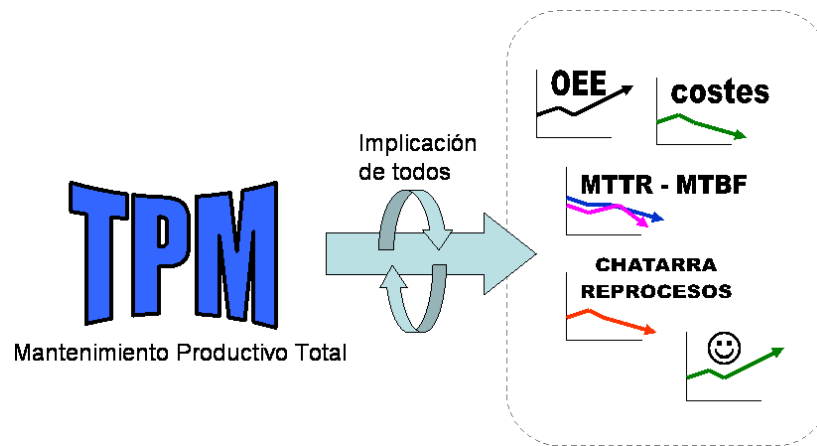 TPM
Mantenimiento Productivo Total
Implicación
de todos
OEE
costes
MTTR - MTBF
CHATARRA
REPROCESOS